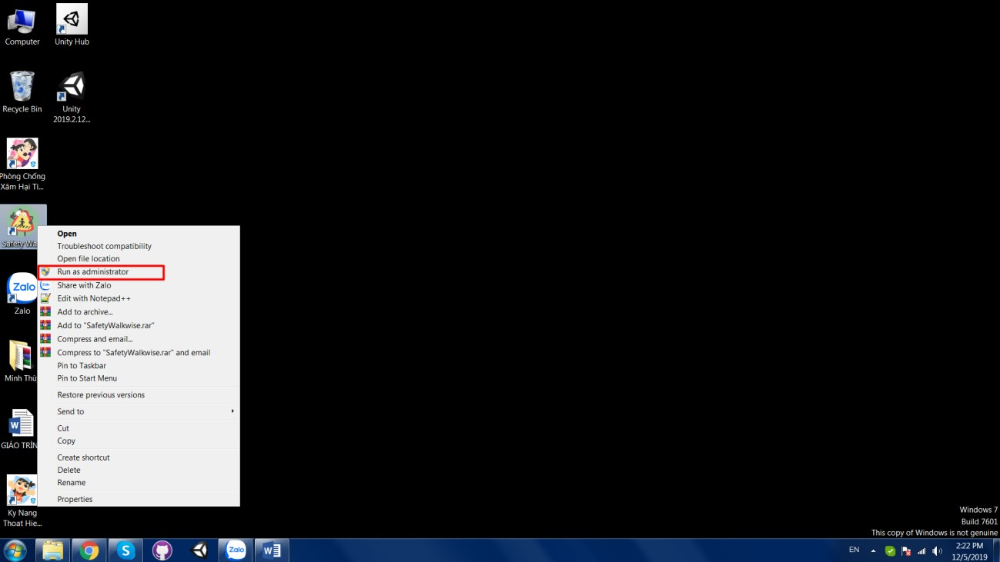 Computer
Unity Hub
Recycle Bin
Unity
2019.2.12...
Phòng Chống
Xâm Hại Tì...
Safety Wa
Open
Troubleshoot compatibility
Open file location
Run as administrator
Share with Zalo
Edit with Notepad++
Add to archive...
Add to "SafetyWalkwise.rar"
Compress and email...
Compress to "SafetyWalkwise.rar" and email
Pin to Taskbar
Pin to Start Menu
Restore previous versions
Send to
Cut
Copy
Create shortcut
Delete
Rename
Properties
Zalo
Zalo
Minh Thù
W
GIÁO TRÌN
Ky Nang
Thoat Hie...
Windows 7
Build 7601
This copy of Windows is not genuine
S
Zalo
W
EN
2:22 PM
12/5/2019